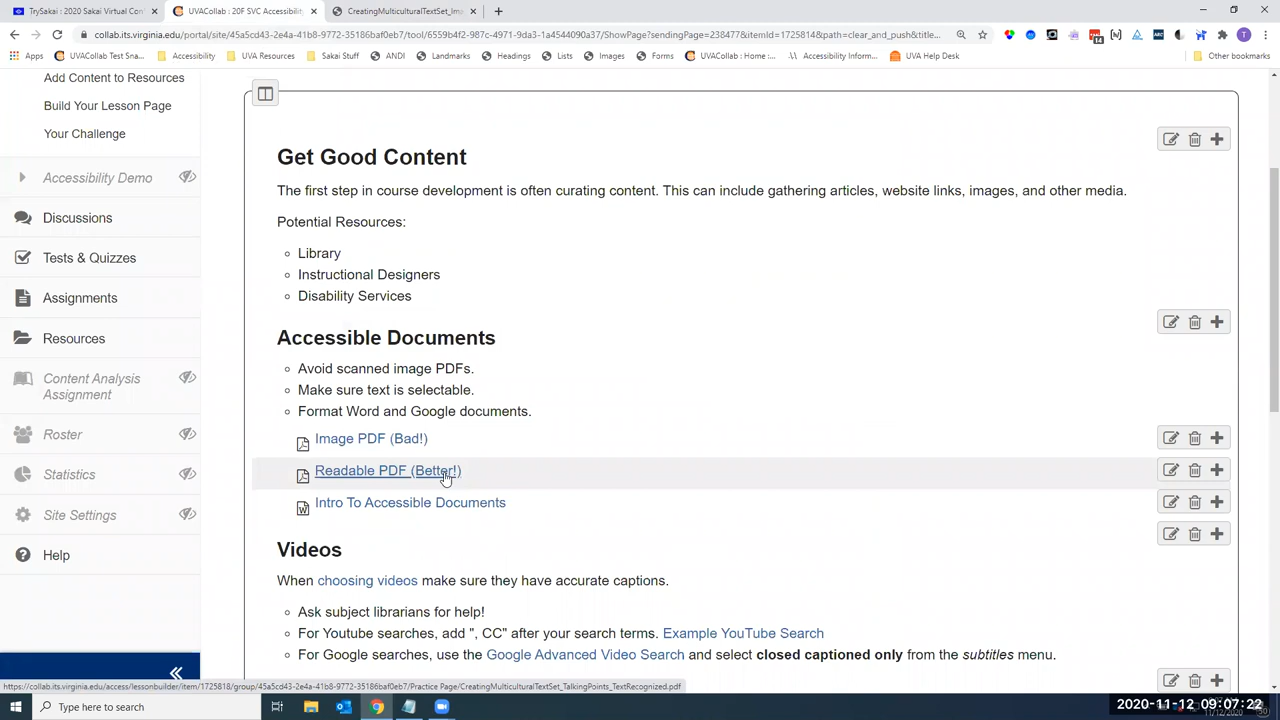 TrySakai : 2020 Sakai Virtual Con
UVACollab : 20F SVC Accessibility
CreatingMulticulturalTextSet_Ima
collab.its.virginia.edu/portal/site/45a5cd43-2e4a-41b8-9772-35186baf0eb7/tool/6559b4f2-987c-4971-9da3-1a4544090a37/ShowPage?sendingPage=238477&itemId=1725814&path=clear_and_push&title...
Apps
UVACollab Test Sna...
Accessibility
UVA Resources
Sakai Stuff
ANDI
Landmarks
Headings
Lists
Images
Forms
UVACollab : Home :...
Accessibility Inform...
UVA Help Desk
Other bookmarks
Add Content to Resources
Build Your Lesson Page
Your Challenge
Accessibility Demo
Discussions
Tests & Quizzes
Assignments
Resources
Content Analysis
Assignment
Roster
Statistics
Site Settings
Help
Get Good Content
The first step in course development is often curating content. This can include gathering articles, website links, images, and other media.
Potential Resources:
Library
Instructional Designers
Disability Services
Accessible Documents
Avoid scanned image PDFs.
Make sure text is selectable.
Format Word and Google documents.
Image PDF (Bad!)
Readable PDF (Better!)
Intro To Accessible Documents
Videos
When choosing videos make sure they have accurate captions.
Ask subject librarians for help!
For Youtube searches, add ", CC" after your search terms. Example YouTube Search
For Google searches, use the Google Advanced Video Search and select closed captioned only from the subtitles menu.
https://collab.its.virginia.edu/access/lessonbuilder/item/1725818/group/45a5cd43-2e4a-41b8-9772-35186baf0eb7/Practice Page/CreatingMulticulturalTextSet_TalkingPoints_TextRecognized.pdf
Type here to search
2020-11-12 09:07:22